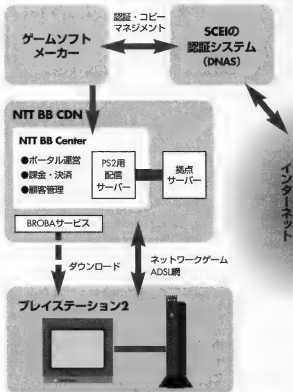 ゲームソフト
メーカー
認証・コピー
マネジメント
SCEIの
認証システム
(DNAS)
NTT BB CDN
NTT BB Center
●ポータル運営
●課金・決済
●顧客管理
PS2用
配信
サーバー
拠点
サーバー
BROBAサービス
インターネット
ダウンロード
ネットワークゲーム
ADSL網
プレイステーション2